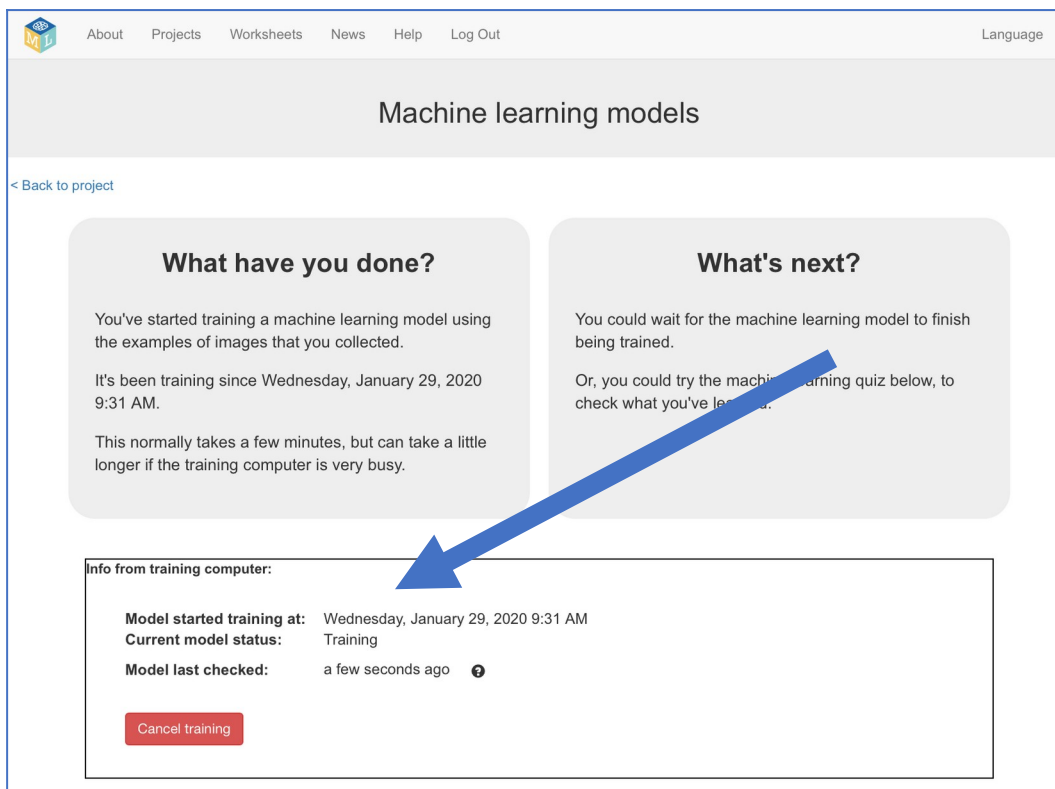 M L
About Projects Worksheets News Help Log Out Language
Machine learning models
< Back to project
What have you done?
You've started training a machine learning model using
the examples of images that you collected.
It's been training since Wednesday, January 29, 2020
9:31 AM.
This normally takes a few minutes, but can take a little
longer if the training computer is very busy.
What's next?
You could wait for the machine learning model to finish
being trained.
Or, you could try the machine learning quiz below, to
check what you've learned.
Info from training computer:
Model started training at: Wednesday, January 29, 2020 9:31 AM
Current model status: Training
Model last checked: a few seconds ago ?
Cancel training